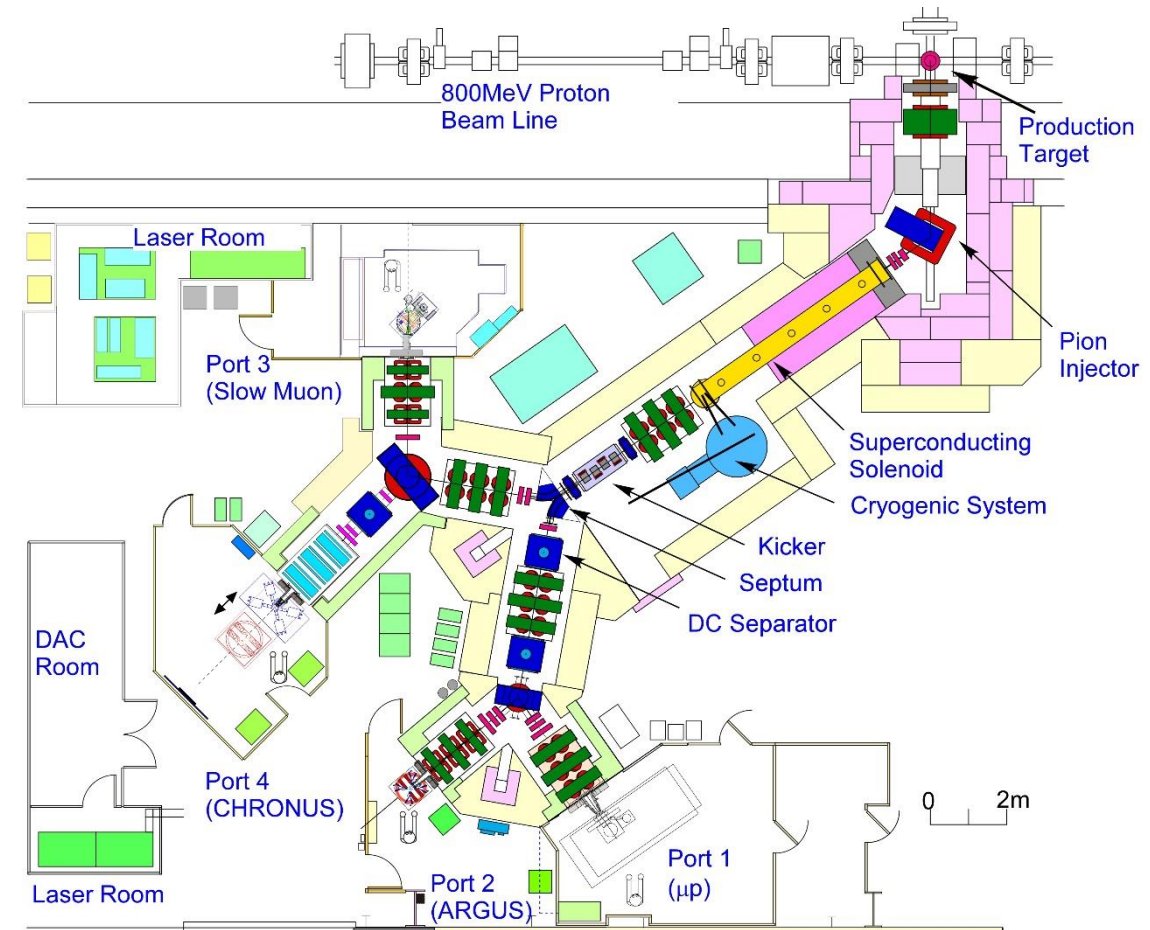 800MeV Proton
Beam Line
Production
Target
Laser Room
Port 3
(Slow Muon)
Pion
Injector
Superconducting
Solenoid
Cryogenic System
Kicker
Septum
DC Separator
DAC
Room
Port 4
(CHRONUS)
0 2m
Port 1
(μp)
Port 2
(ARGUS)
Laser Room